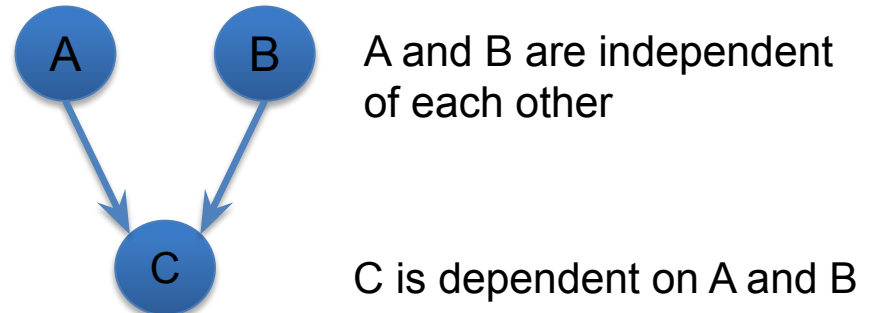 A
B
A and B are independent
of each other
C
C is dependent on A and B